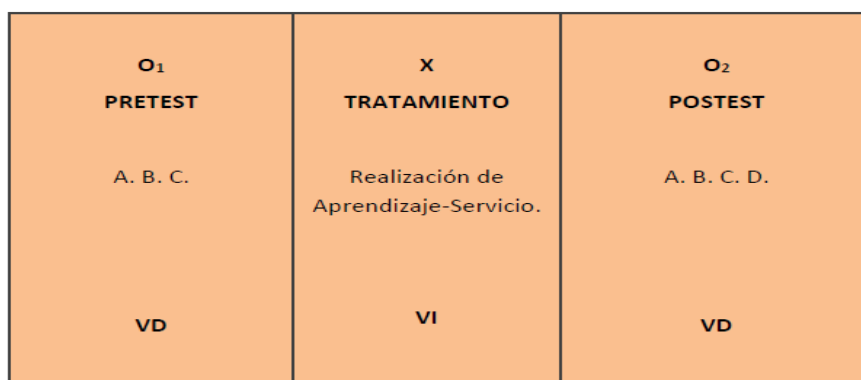 O₁
PRETEST
A. B. C.
VD
X
TRATAMIENTO
Realización de
Aprendizaje-Servicio.
VI
O₂
POSTEST
A. B. C. D.
VD